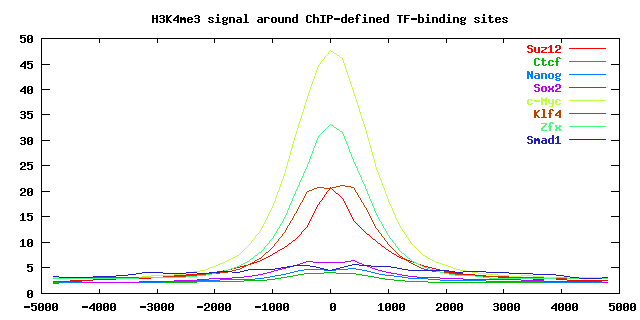 H3K4me3 signal around ChIP-defined TF-binding sites
50
45
40
35
30
25
20
15
10
5
0
Suz12
Ctcf
Nanog
Sox2
c-Myc
Klf4
Zfx
Smad1
-5000 -4000 -3000 -2000 -1000 0 1000 2000 3000 4000 5000